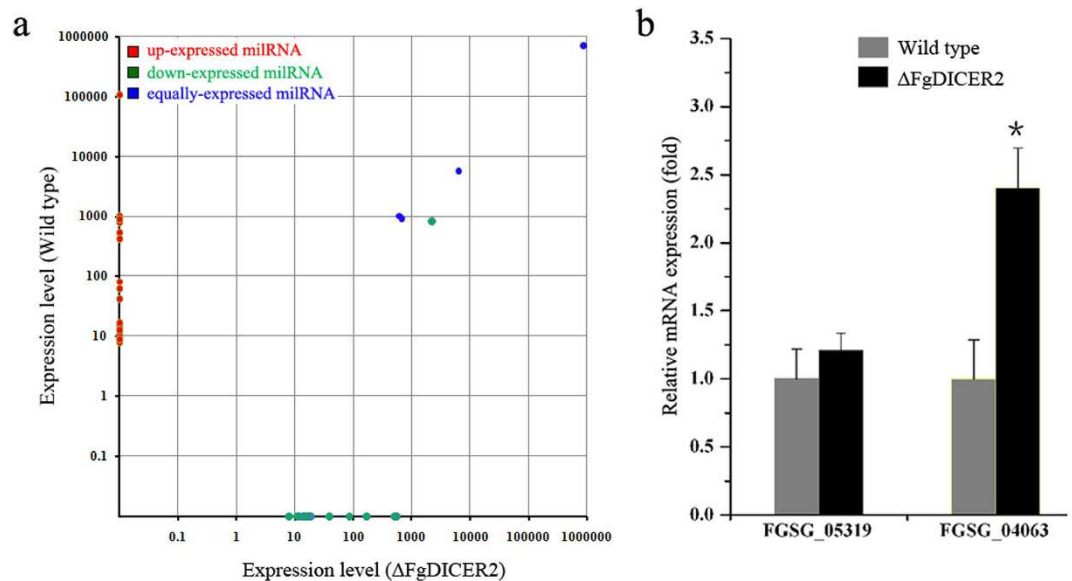 a
1000000
100000
10000
1000
100
10
1
0.1
Expression level (Wild type)
up-expressed milRNA
down-expressed milRNA
equally-expressed milRNA
0.1
1
10
100
1000
10000
100000
1000000
Expression level (ΔFgDICER2)
b
3.5
3.0
2.5
2.0
1.5
1.0
0.5
0.0
Relative mRNA expression (fold)
Wild type
ΔFgDICER2
*
FGSG_05319
FGSG_04063